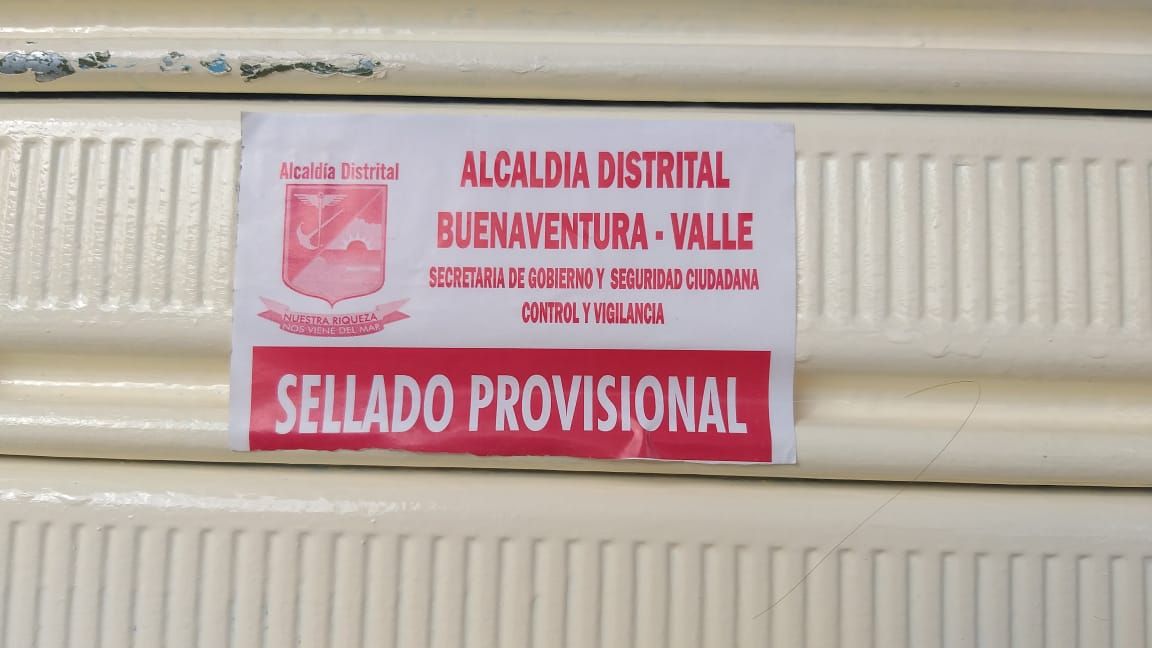 Alcaldía Distrital
NUESTRA RIQUEZA
NOS VIENE DEL MAR
ALCALDIA DISTRITAL
BUENAVENTURA - VALLE
SECRETARIA DE GOBIERNO Y SEGURIDAD CIUDADANA
CONTROL Y VIGILANCIA
SELLADO PROVISIONAL